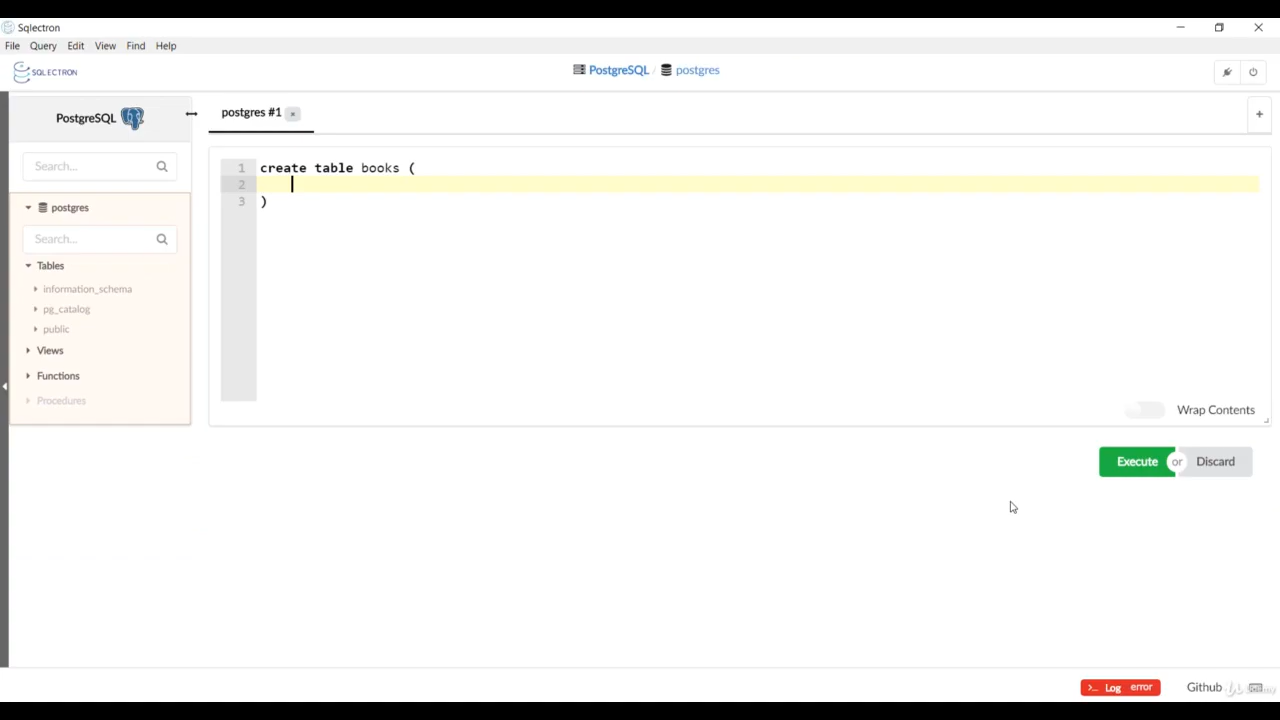 Sqlectron
File Query Edit View Find Help
SQLECTRON
PostgreSQL / postgres
PostgreSQL
postgres #1 ×
+
Search...
1 create table books (
2
3 )
postgres
Search...
Tables
information_schema
pg_catalog
public
Views
Functions
Procedures
Wrap Contents
Execute or Discard
>_ Log error
Github
Udemy